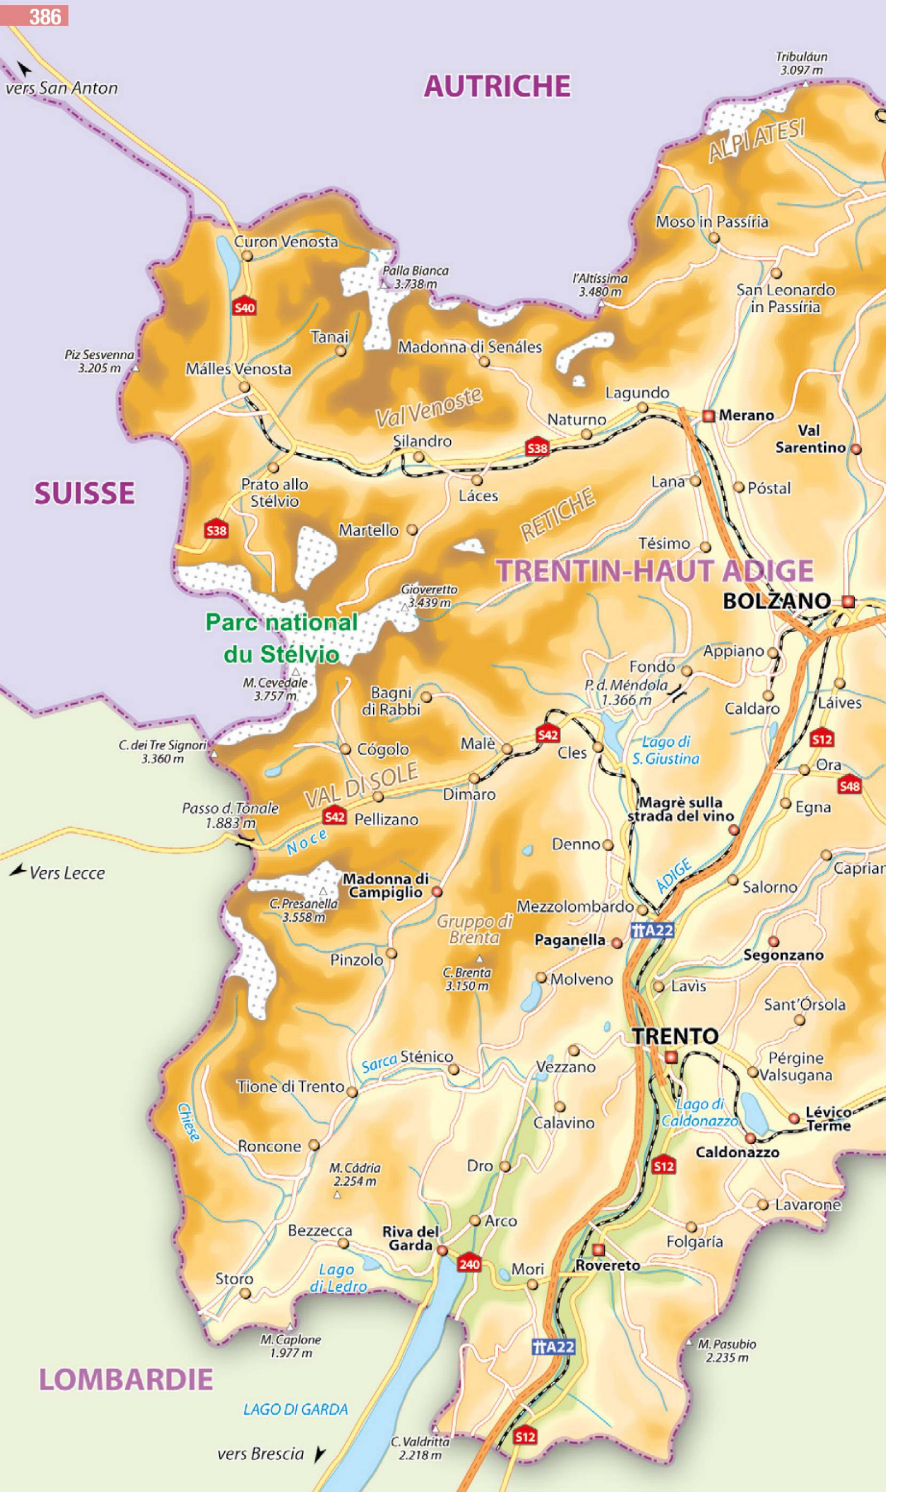 386
vers San Anton
AUTRICHE
Tribuláun
3.097 m
ALPI ATESI
Moso in Passíria
Curon Venosta
Palla Bianca
3.738 m
l'Altíssima
3.480 m
San Leonardo
in Passíria
S40
Tanai
Madonna di Senáles
Piz Sesvenna
3.205 m
Málles Venosta
Lagundo
Val Venoste
Merano
Naturno
Val
Sarentino
Silandro
S38
SUISSE
Prato allo
Stélvio
Láces
Lana
Póstal
RETICHE
S38
Martello
Tésimo
TRENTIN-HAUT ADIGE
Gioveretto
3.439 m
BOLZANO
Parc national
du Stélvio
Appiano
Fondo
M. Cevedale
3.757 m
P. d. Méndola
1.366 m
Bagni
di Rabbi
Caldaro
Láives
C. dei Tre Signori
3.360 m
Cógolo
Malè
S42
Cles
Lago di
S. Giustina
S12
VAL DI SOLE
Ora
S48
Dimaro
Passo d. Tonale
1.883 m
S42
Pellizano
Magrè sulla
strada del vino
Egna
Noce
Denno
Vers Lecce
Madonna di
Campiglio
ADIGE
Caprian
Salorno
C. Presanella
3.558 m
Mezzolombardo
Gruppo di
Brenta
A22
Paganella
Segonzano
Pinzolo
C. Brenta
3.150 m
Molveno
Lavìs
Sant'Órsola
TRENTO
Sarca
Sténico
Vezzano
Pérgine
Valsugana
Tione di Trento
Chiese
Calavino
Lago di
Caldonazzo
Lévico
Terme
Roncone
Caldonazzo
M. Cádria
2.254 m
Dro
S12
Lavarone
Arco
Bezzecca
Riva del
Garda
Folgaría
240
Rovereto
Storo
Lago
di Ledro
Mori
M. Caplone
1.977 m
A22
M. Pasubio
2.235 m
LOMBARDIE
LAGO DI GARDA
S12
C. Valdritta
2.218 m
vers Brescia